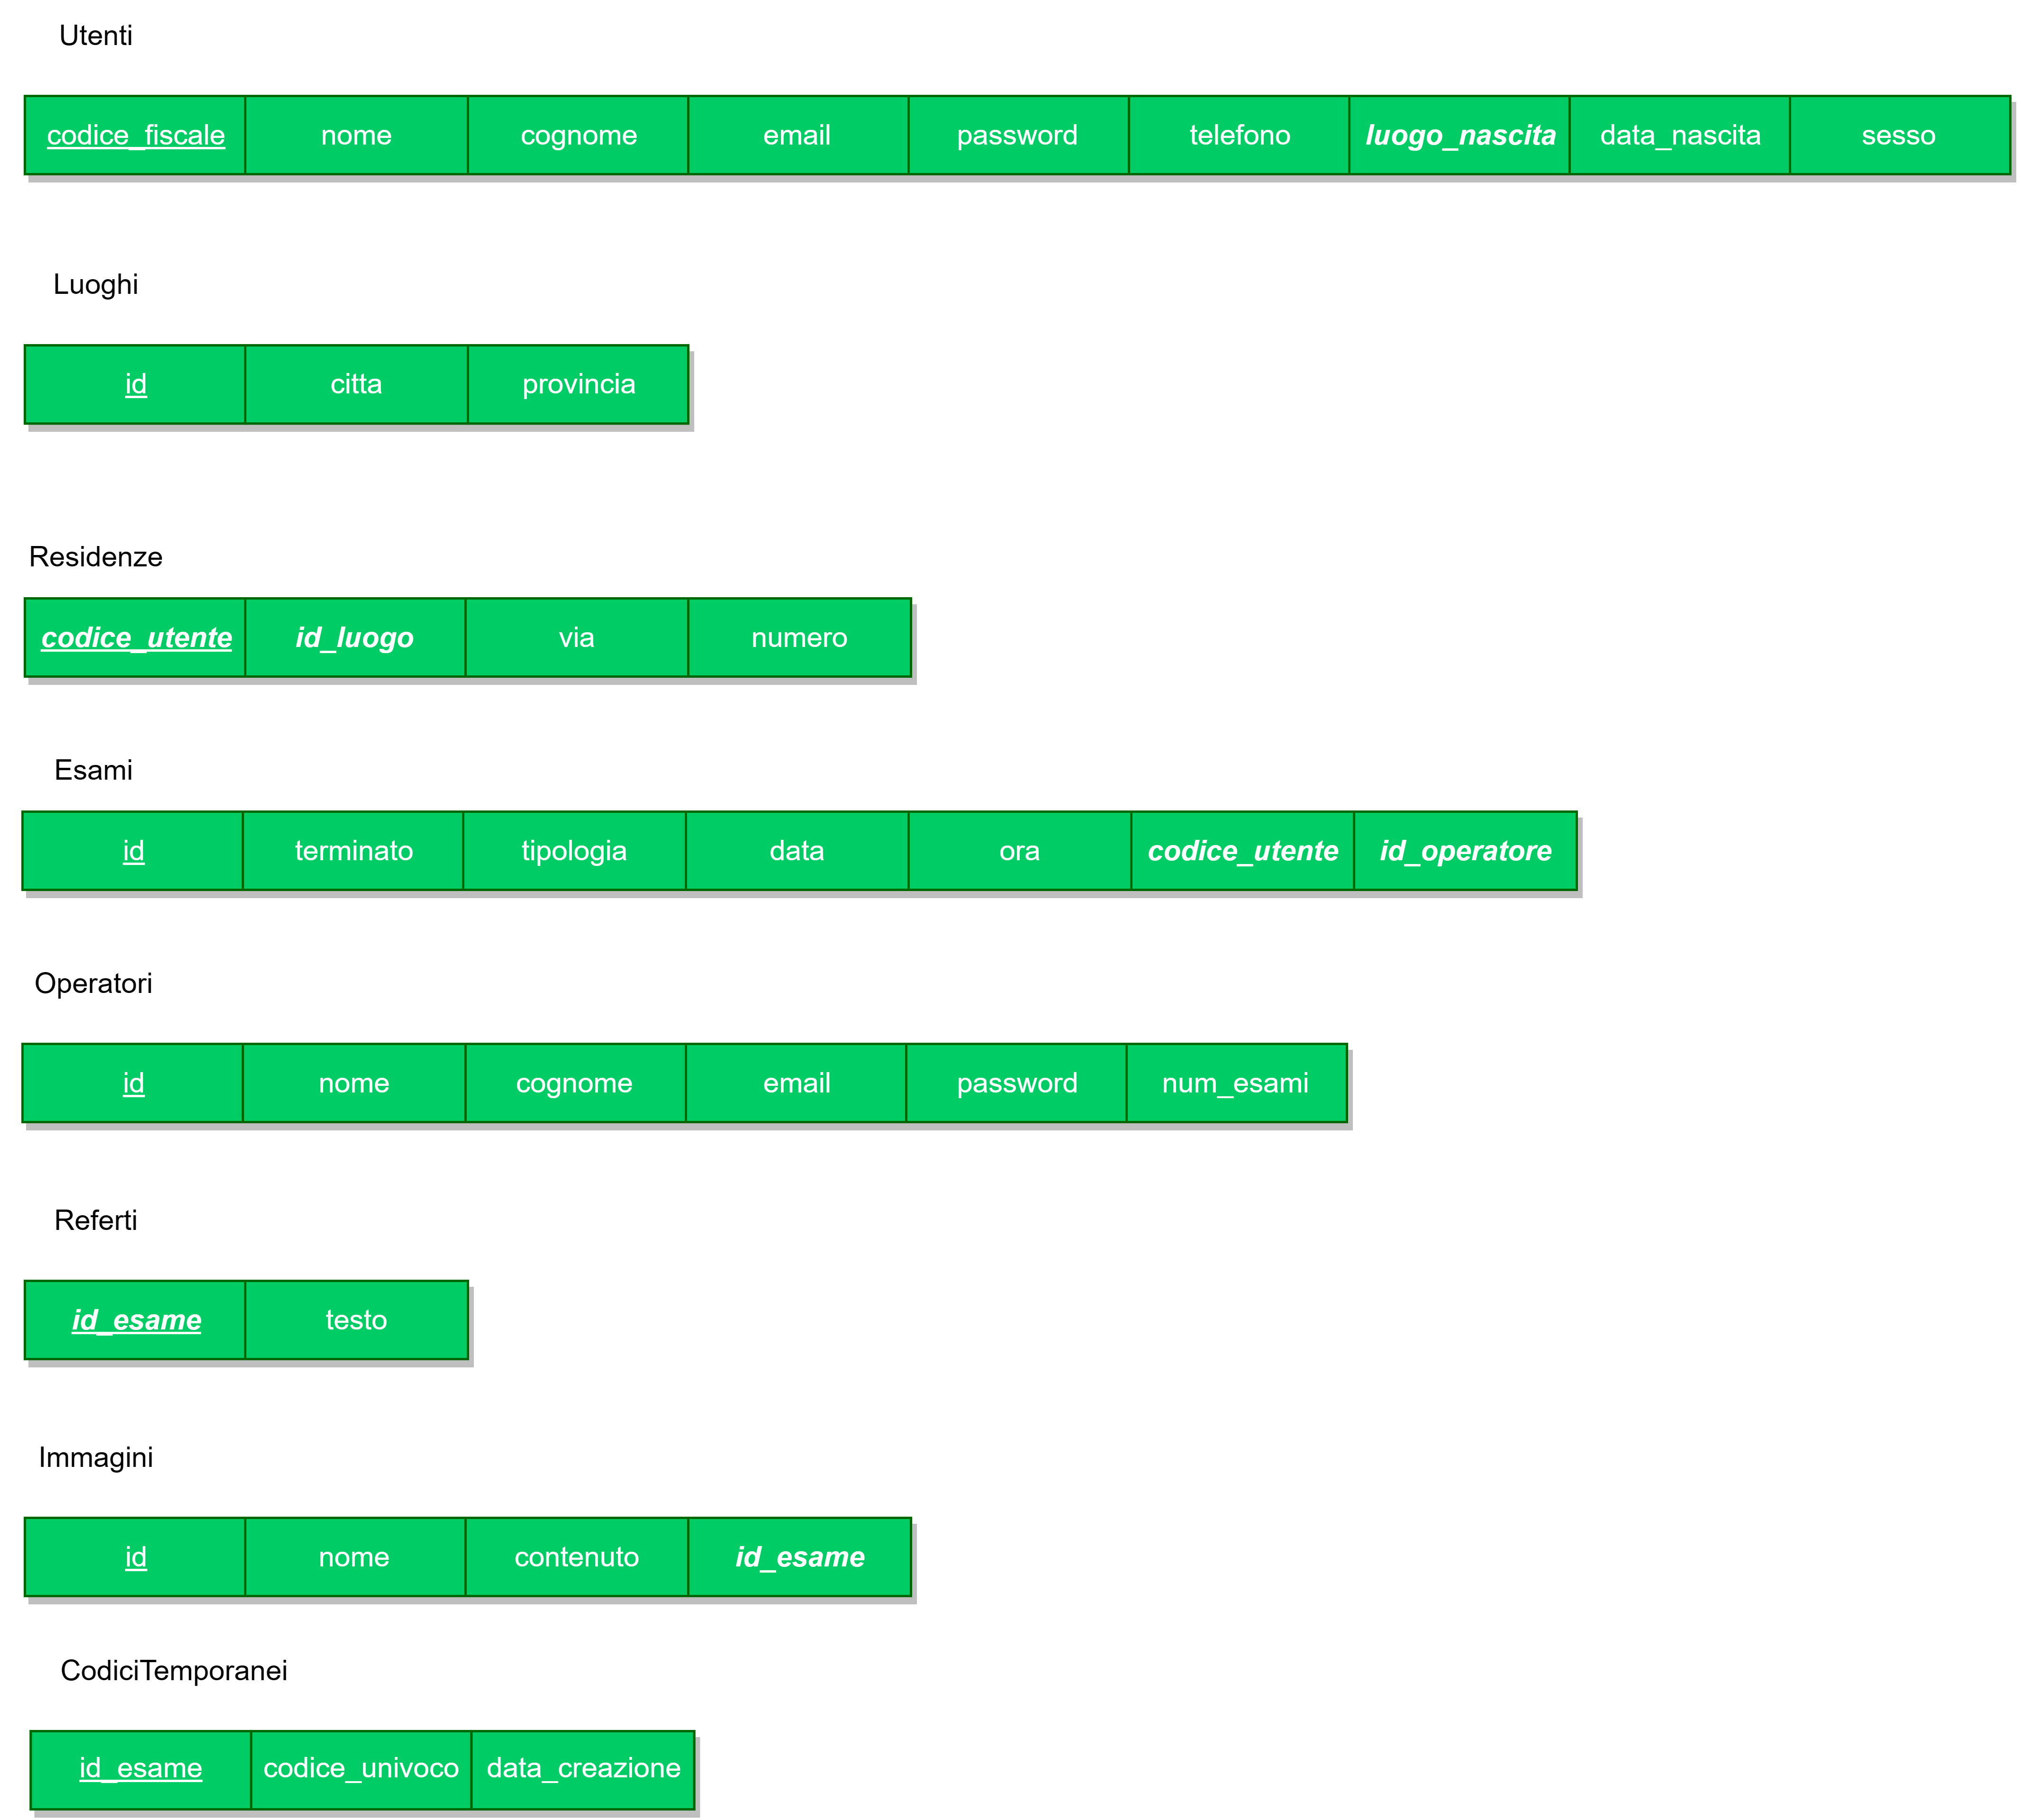 Utenti
codice_fiscale nome cognome email password telefono luogo_nascita data_nascita sesso
Luoghi
id citta provincia
Residenze
codice_utente id_luogo via numero
Esami
id terminato tipologia data ora codice_utente id_operatore
Operatori
id nome cognome email password num_esami
Referti
id_esame testo
Immagini
id nome contenuto id_esame
CodiciTemporanei
id_esame codice_univoco data_creazione